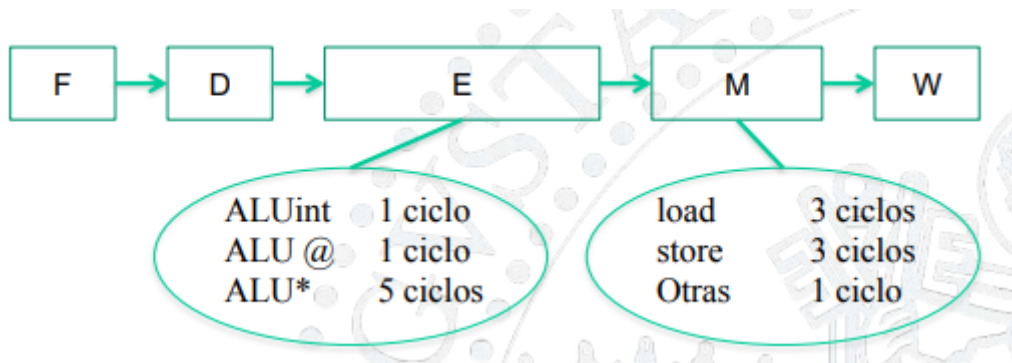 F D E M W
ALUint 1 ciclo
ALU @ 1 ciclo
ALU* 5 ciclos
load 3 ciclos
store 3 ciclos
Otras 1 ciclo